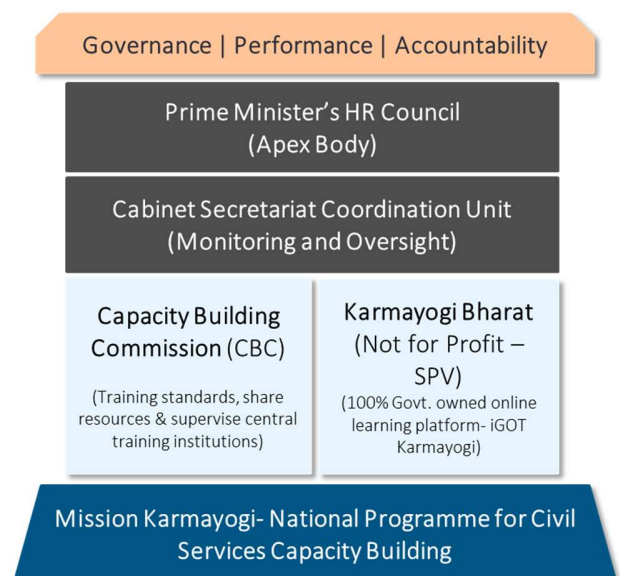 Governance | Performance | Accountability
Prime Minister's HR Council
(Apex Body)
Cabinet Secretariat Coordination Unit
(Monitoring and Oversight)
Capacity Building
Commission (CBC)
(Training standards, share
resources & supervise central
training institutions)
Karmayogi Bharat
(Not for Profit –
SPV)
(100% Govt. owned online
learning platform- iGOT
Karmayogi)
Mission Karmayogi- National Programme for Civil
Services Capacity Building